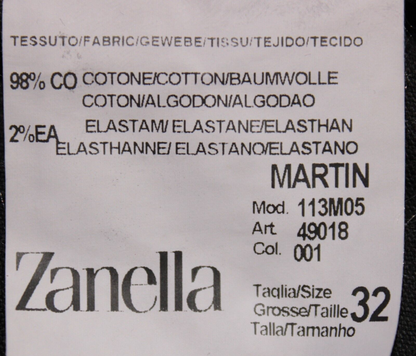 TESSUTO/FABRIC/GEWEBE/TISSU/TEJIDO/TECIDO
98% CO COTONE/COTTON/BAUMWOLLE
COTON/ALGODON/ALGODAO
2%EA ELASTAM/ ELASTANE/ELASTHAN
ELASTHANNE/ ELASTANO/ELASTANO
MARTIN
Mod. 113M05
Art. 49018
Col. 001
Zanella
Taglia/Size
Grosse/Taille 32
Talla/Tamanho